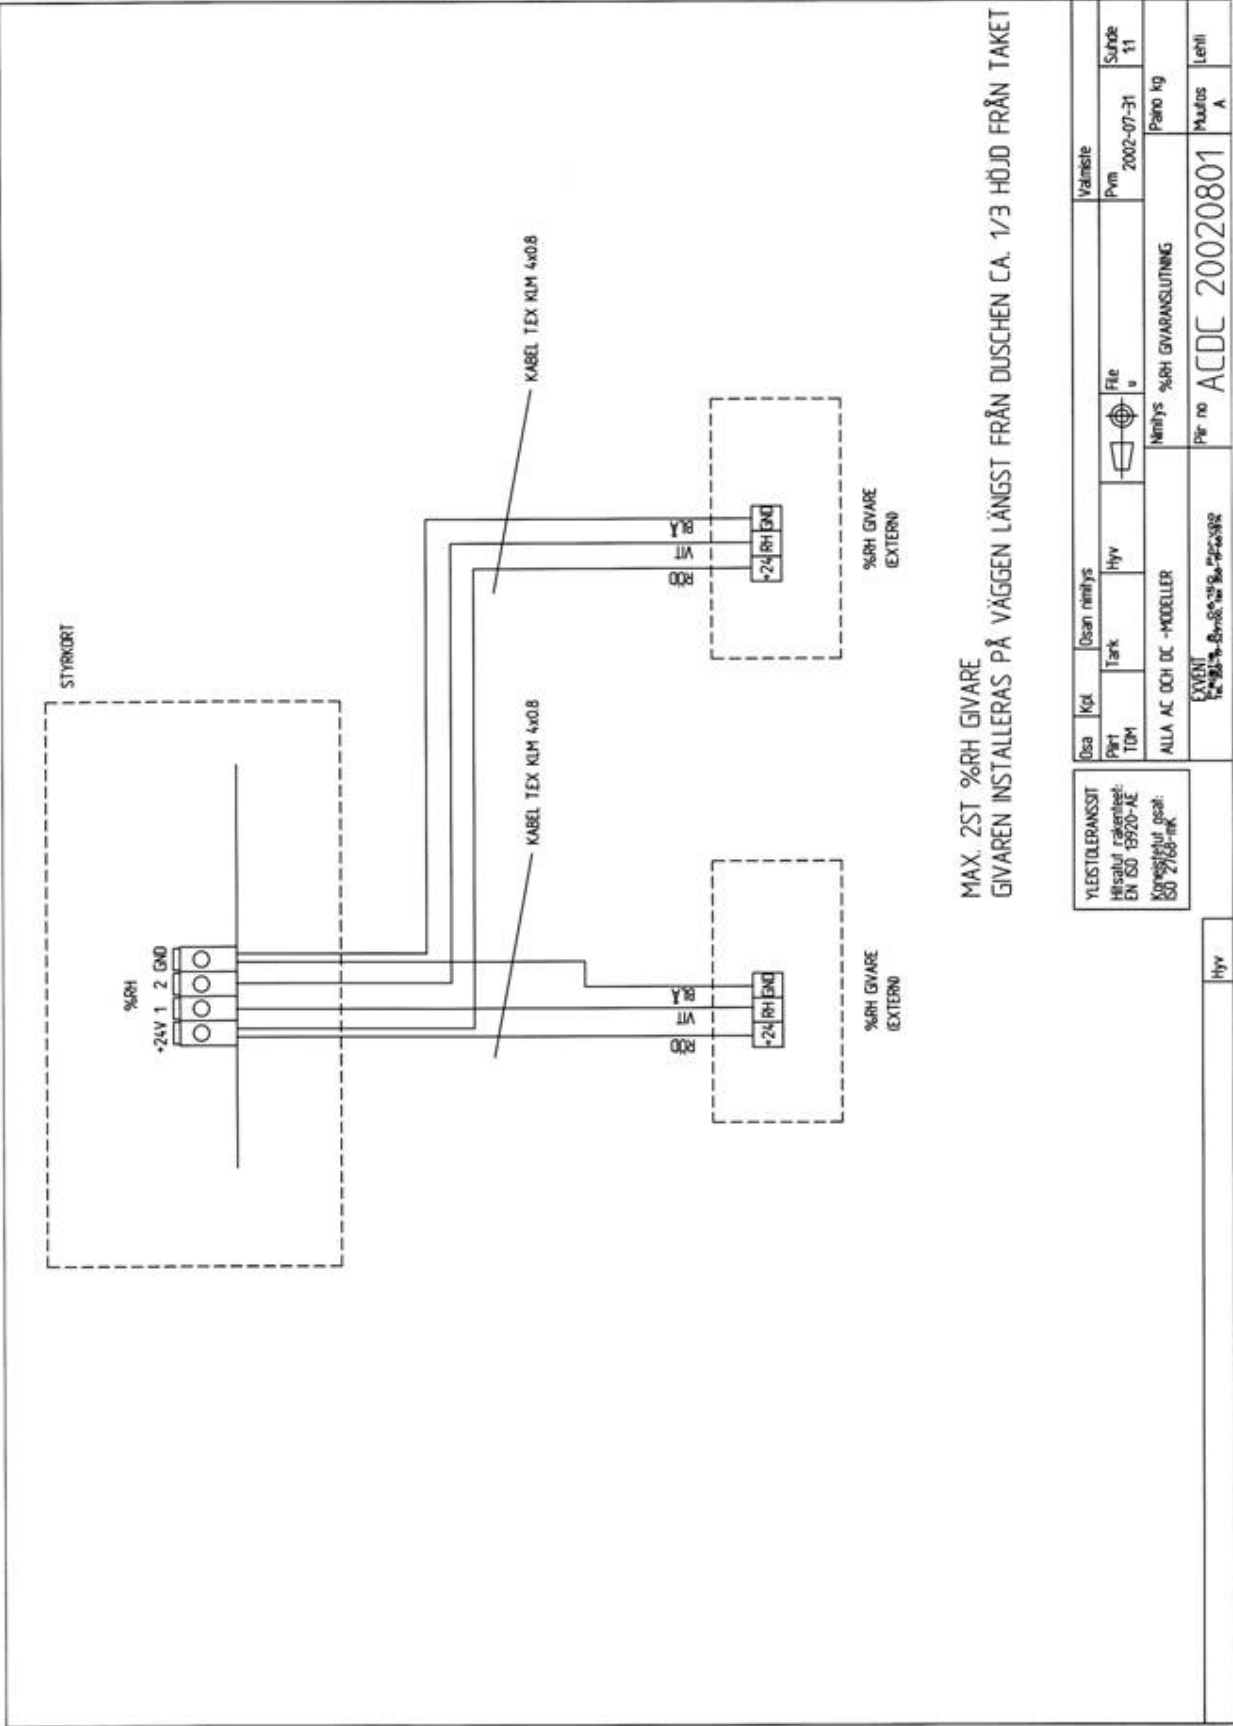 STYRKORT
%RH
+24V 1 2 GND
KABEL T.EX KLM 4x0.8
KABEL T.EX KLM 4x0.8
RÖD
VIT
BLÅ
+24 RH GND
%RH GIVARE
(EXTERN)
RÖD
VIT
BLÅ
+24 RH GND
%RH GIVARE
(EXTERN)
MAX. 2ST %RH GIVARE
GIVAREN INSTALLERAS PÅ VÄGGEN LÄNGST FRÅN DUSCHEN CA. 1/3 HÖJD FRÅN TAKET
YLEISTOLERANSSIT
Hitsatut rakenteet:
EN ISO 13920-AE
Koneistetut osat:
ISO 2768-mK
Osa Kpl Osan nimitys Valmiste
Piirt Tark Hyv File Pvm Suhde
TOM u 2002-07-31 1:1
ALLA AC OCH DC -MODELLER
Nimitys %RH GIVARANSLUTNING
Paino kg
EXVENT
Piir no ACDC 20020801
Muutos Lehti
A
Hyv